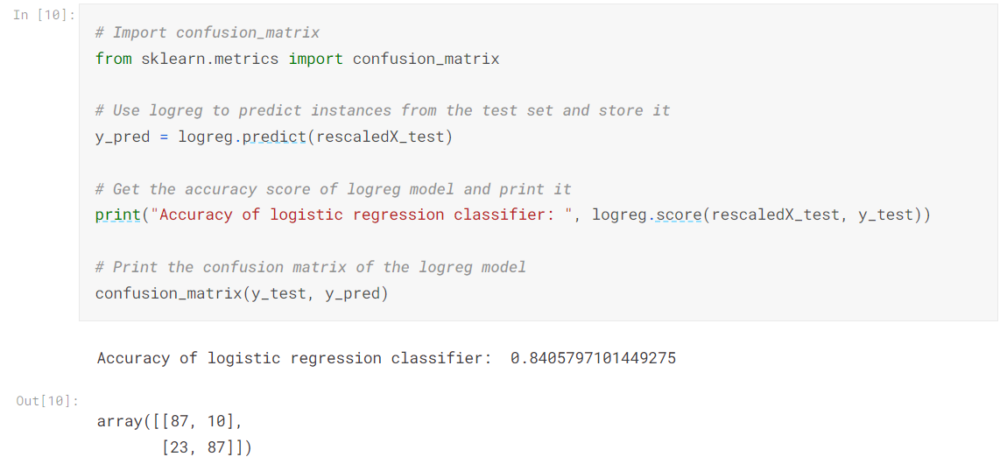 In [10]:
# Import confusion_matrix
from sklearn.metrics import confusion_matrix
# Use logreg to predict instances from the test set and store it
y_pred = logreg.predict(rescaledX_test)
# Get the accuracy score of logreg model and print it
print("Accuracy of logistic regression classifier: ", logreg.score(rescaledX_test, y_test))
# Print the confusion matrix of the logreg model
confusion_matrix(y_test, y_pred)
Accuracy of logistic regression classifier:  0.8405797101449275
Out[10]:
array([[87, 10],
       [23, 87]])